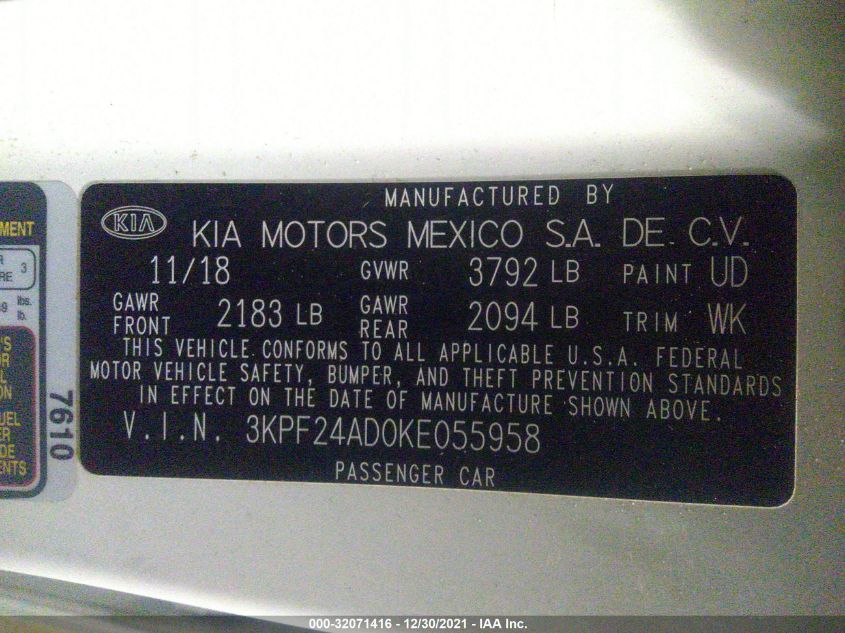 MANUFACTURED BY
KIA
KIA MOTORS MEXICO S.A. DE. C.V.
11/18 GVWR 3792 LB PAINT UD
GAWR FRONT 2183 LB GAWR REAR 2094 LB TRIM WK
THIS VEHICLE CONFORMS TO ALL APPLICABLE U.S.A. FEDERAL
MOTOR VEHICLE SAFETY, BUMPER, AND THEFT PREVENTION STANDARDS
IN EFFECT ON THE DATE OF MANUFACTURE SHOWN ABOVE.
V.I.N. 3KPF24AD0KE055958
PASSENGER CAR
7610
3
lbs.
lb.
000-32071416 - 12/30/2021 - IAA Inc.